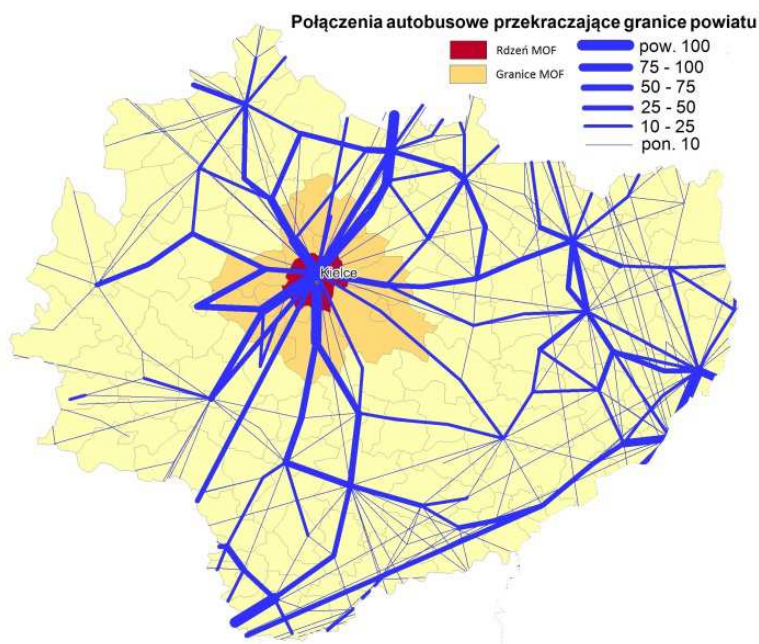 Połączenia autobusowe przekraczające granice powiatu
Rdzeń MOF
Granice MOF
pow. 100
75 - 100
50 - 75
25 - 50
10 - 25
pon. 10
Kielce